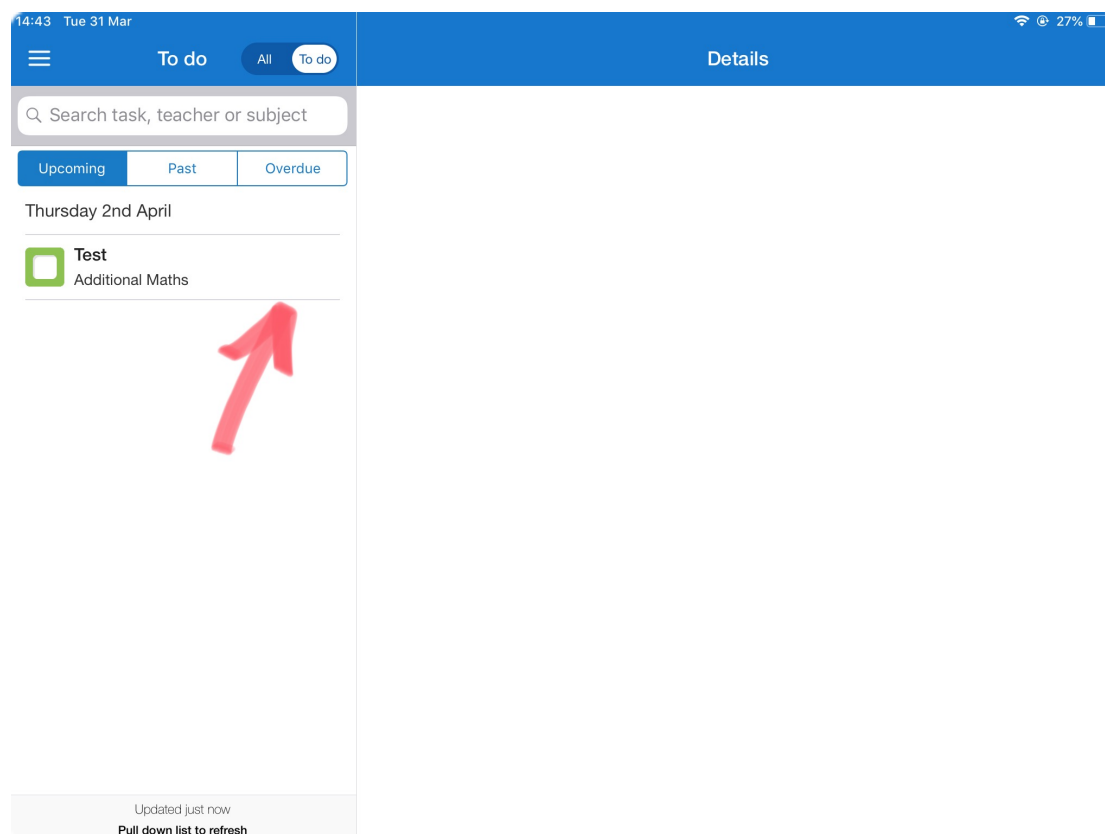 14:43 Tue 31 Mar
27%
To do
All
To do
Details
Search task, teacher or subject
Upcoming
Past
Overdue
Thursday 2nd April
Test
Additional Maths
Updated just now
Pull down list to refresh